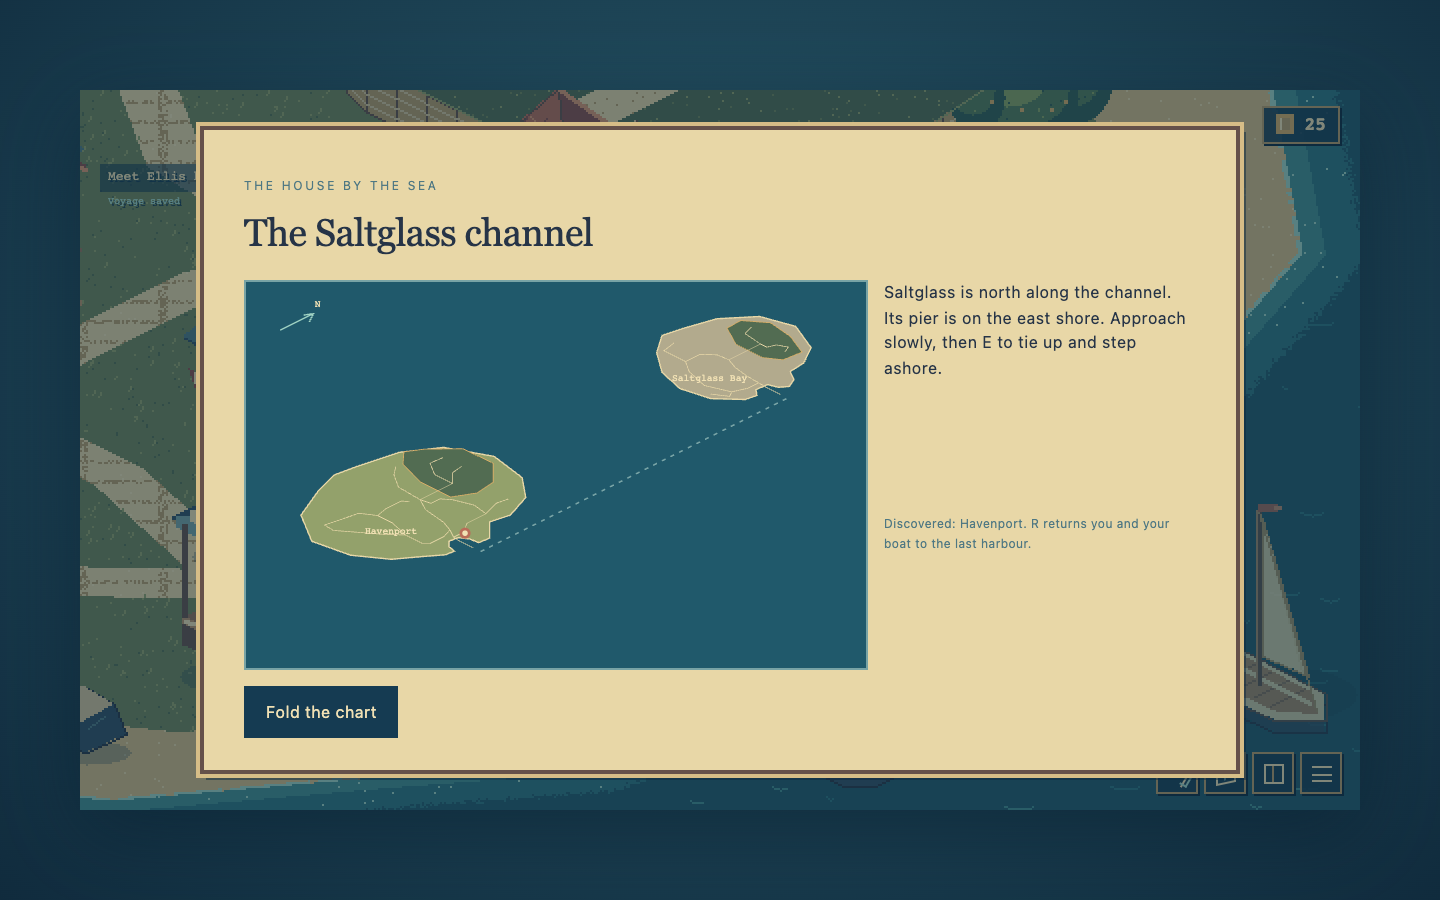 25
Meet Ellis
Voyage saved
THE HOUSE BY THE SEA
The Saltglass channel
N
Saltglass Bay
Havenport
Saltglass is north along the channel.
Its pier is on the east shore. Approach
slowly, then E to tie up and step
ashore.
Discovered: Havenport. R returns you and your
boat to the last harbour.
Fold the chart